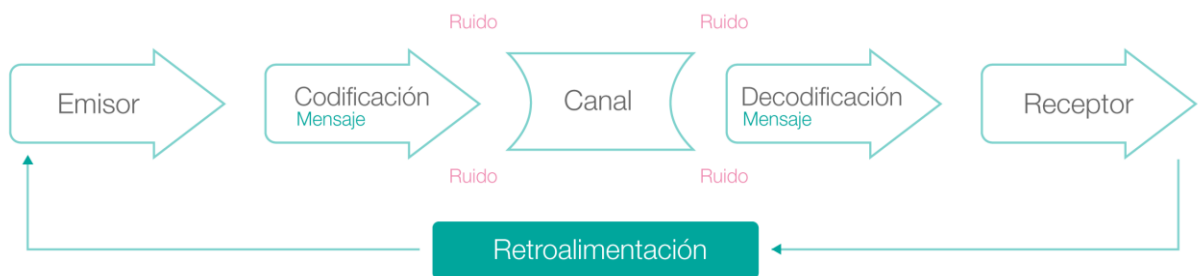 Ruido
Ruido
Emisor
Codificación
Mensaje
Canal
Decodificación
Mensaje
Receptor
Ruido
Ruido
Retroalimentación